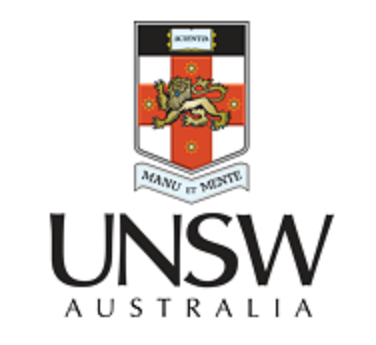 SCIENTIA
MANU ET MENTE
UNSW
AUSTRALIA